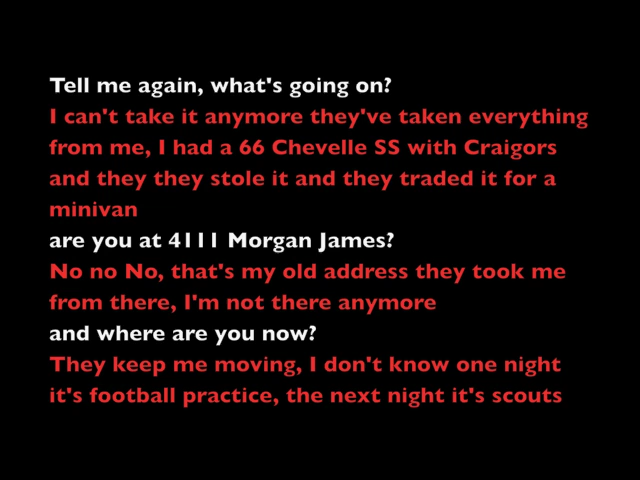 Tell me again, what's going on?
I can't take it anymore they've taken everything
from me, I had a 66 Chevelle SS with Craigors
and they they stole it and they traded it for a
minivan
are you at 4111 Morgan James?
No no No, that's my old address they took me
from there, I'm not there anymore
and where are you now?
They keep me moving, I don't know one night
it's football practice, the next night it's scouts